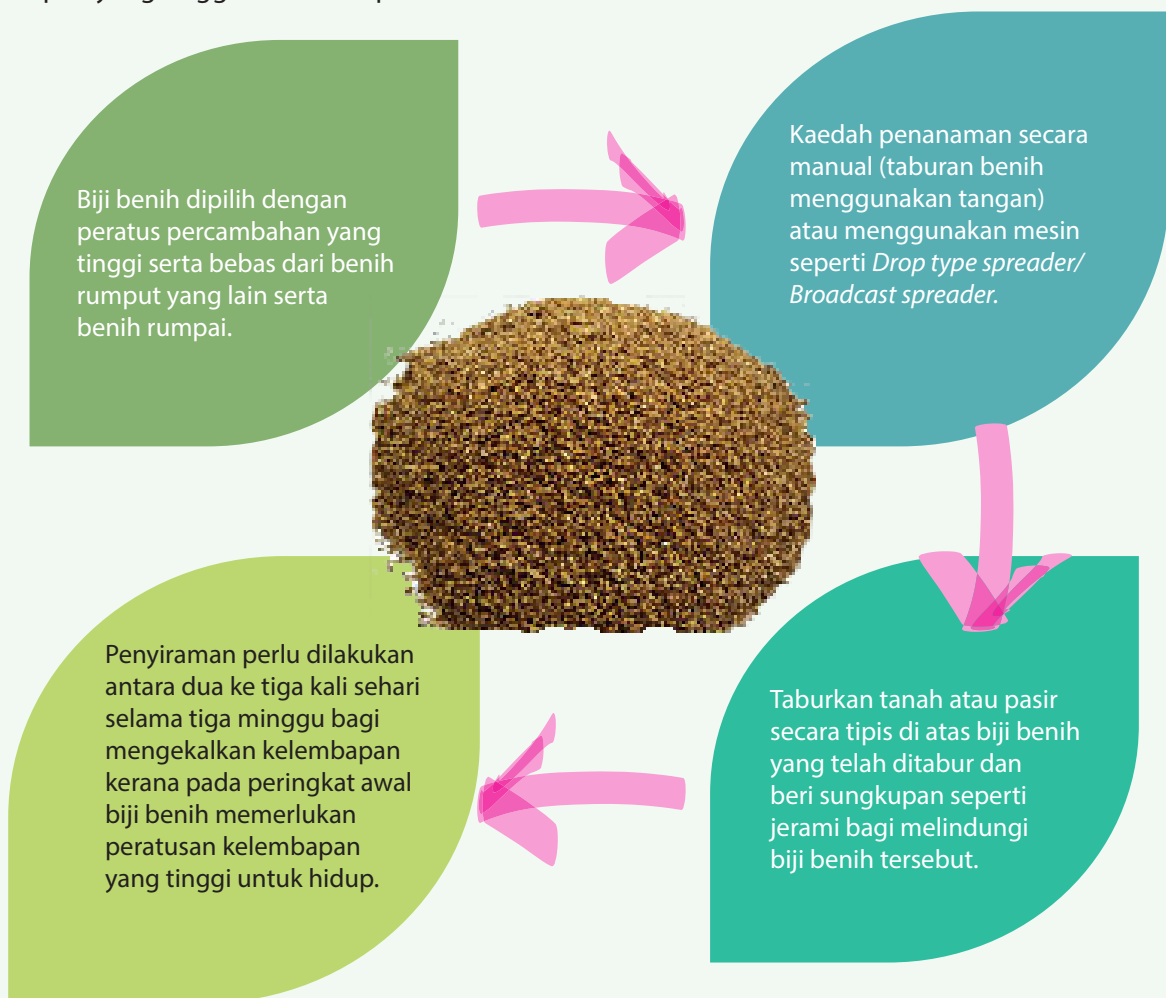 Biji benih dipilih dengan
peratus percambahan yang
tinggi serta bebas dari benih
rumput yang lain serta
benih rumpai.
Kaedah penanaman secara
manual (taburan benih
menggunakan tangan)
atau menggunakan mesin
seperti Drop type spreader/
Broadcast spreader.
Taburkan tanah atau pasir
secara tipis di atas biji benih
yang telah ditabur dan
beri sungkupan seperti
jerami bagi melindungi
biji benih tersebut.
Penyiraman perlu dilakukan
antara dua ke tiga kali sehari
selama tiga minggu bagi
mengekalkan kelembapan
kerana pada peringkat awal
biji benih memerlukan
peratusan kelembapan
yang tinggi untuk hidup.